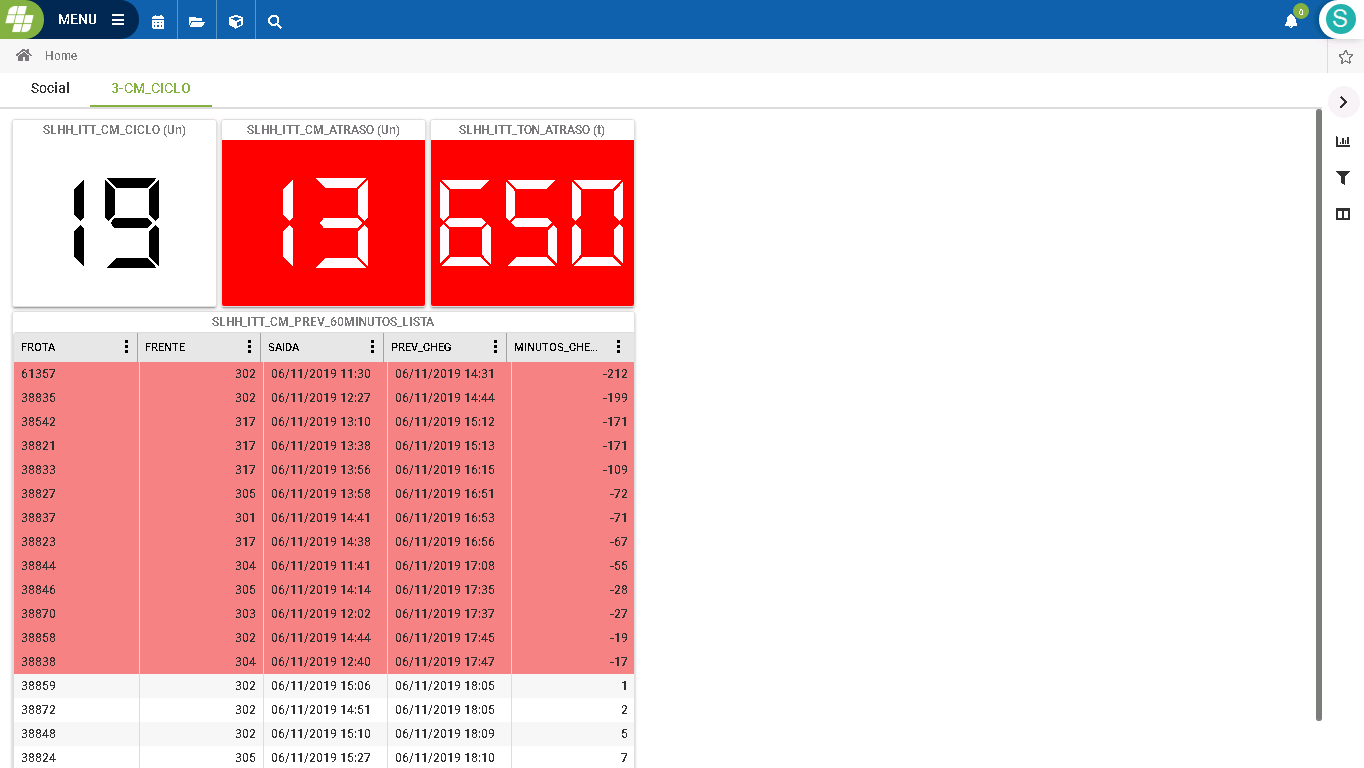 MENU
0
S
Home
Social 3-CM_CICLO
SLHH_ITT_CM_CICLO (Un) SLHH_ITT_CM_ATRASO (Un) SLHH_ITT_TON_ATRASO (t)
19 13 650
SLHH_ITT_CM_PREV_60MINUTOS_LISTA
FROTA FRENTE SAIDA PREV_CHEG MINUTOS_CHE...
61357 302 06/11/2019 11:30 06/11/2019 14:31 -212
38835 302 06/11/2019 12:27 06/11/2019 14:44 -199
38542 317 06/11/2019 13:10 06/11/2019 15:12 -171
38821 317 06/11/2019 13:38 06/11/2019 15:13 -171
38833 317 06/11/2019 13:56 06/11/2019 16:15 -109
38827 305 06/11/2019 13:58 06/11/2019 16:51 -72
38837 301 06/11/2019 14:41 06/11/2019 16:53 -71
38823 317 06/11/2019 14:38 06/11/2019 16:56 -67
38844 304 06/11/2019 11:41 06/11/2019 17:08 -55
38846 305 06/11/2019 14:14 06/11/2019 17:35 -28
38870 303 06/11/2019 12:02 06/11/2019 17:37 -27
38858 302 06/11/2019 14:44 06/11/2019 17:45 -19
38838 304 06/11/2019 12:40 06/11/2019 17:47 -17
38859 302 06/11/2019 15:06 06/11/2019 18:05 1
38872 302 06/11/2019 14:51 06/11/2019 18:05 2
38848 302 06/11/2019 15:10 06/11/2019 18:09 5
38824 305 06/11/2019 15:27 06/11/2019 18:10 7